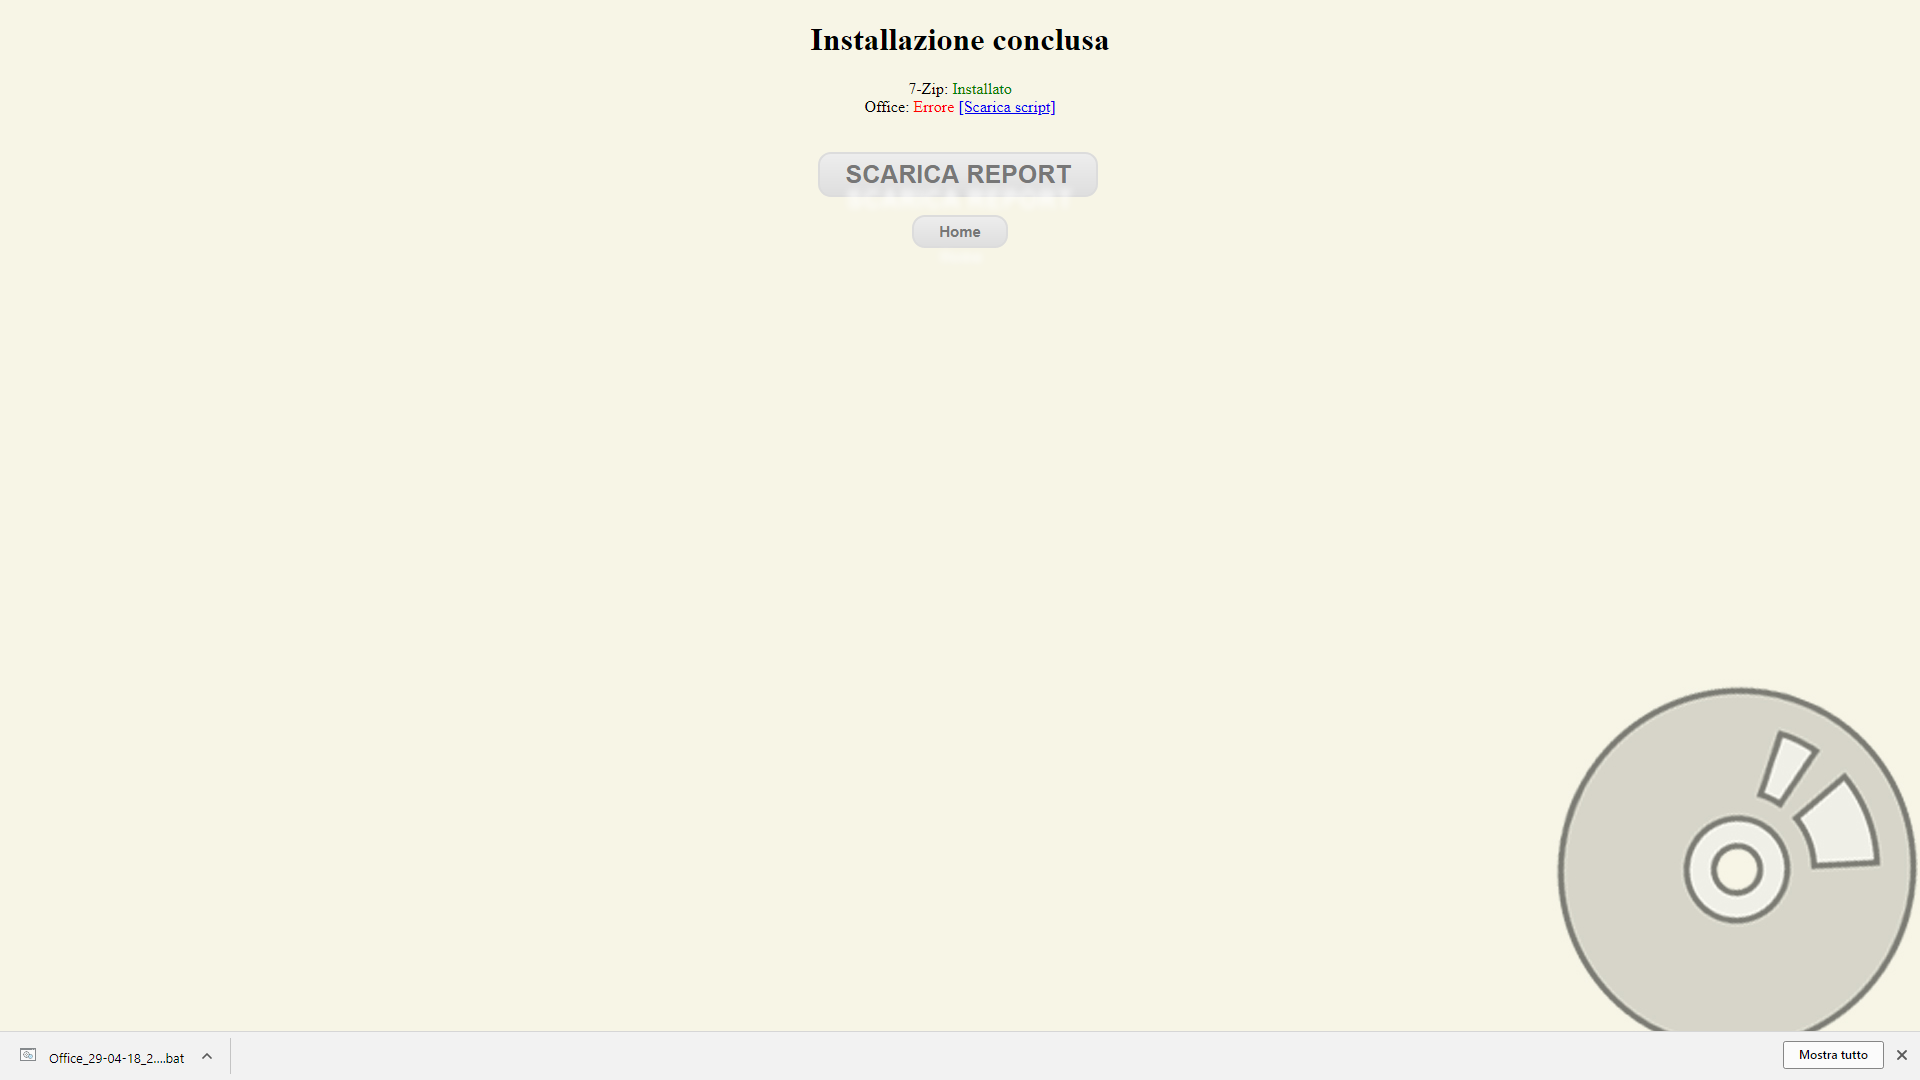 Installazione conclusa
7-Zip: Installato
Office: Errore [Scarica script]
SCARICA REPORT
Home
Office_29-04-18_2....bat
Mostra tutto